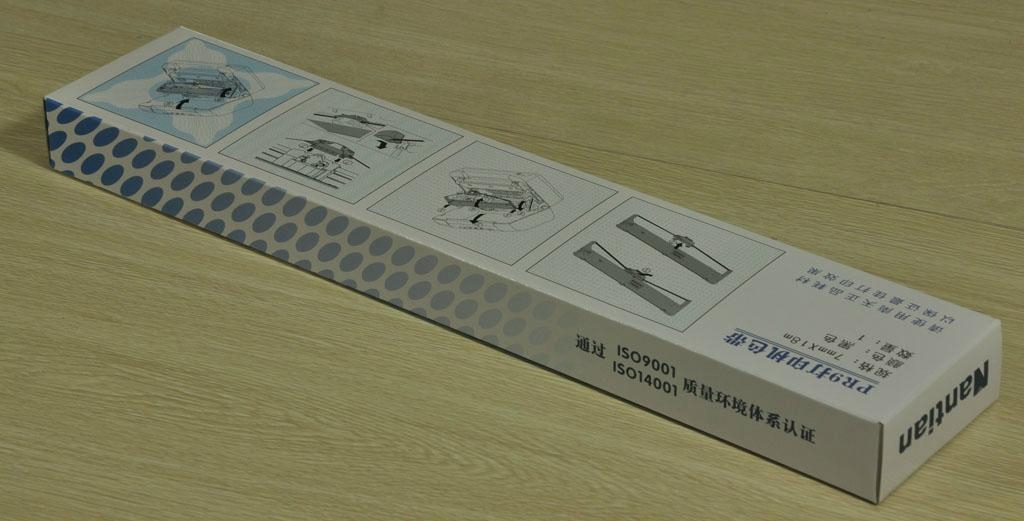 PR9打印机色带
规格：7mmX18m
颜色：黑色
数量：1
请使用南天正品耗材
以保证最佳打印效果
通过 ISO9001 质量环境体系认证
ISO14001
Nantian